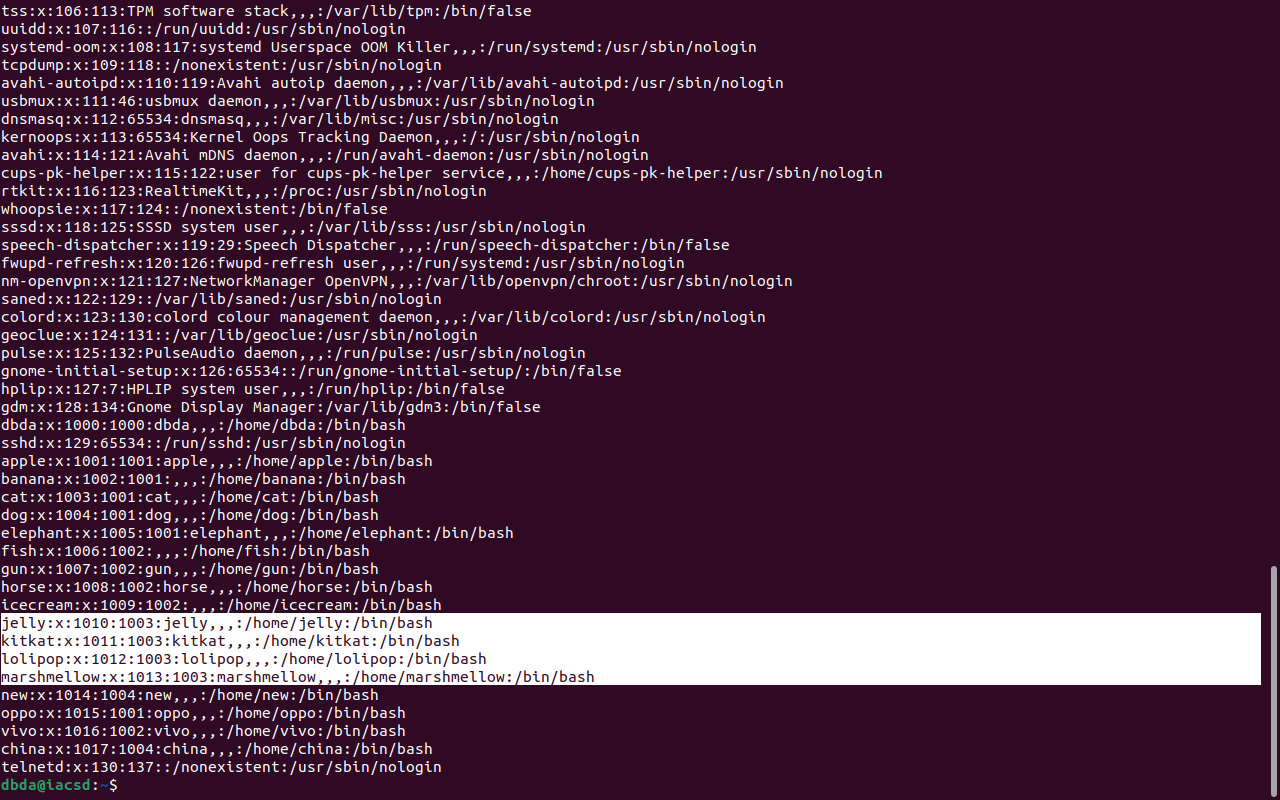 tss:x:106:113:TPM software stack,,,:/var/lib/tpm:/bin/false
uuidd:x:107:116::/run/uuidd:/usr/sbin/nologin
systemd-oom:x:108:117:systemd Userspace OOM Killer,,,:/run/systemd:/usr/sbin/nologin
tcpdump:x:109:118::/nonexistent:/usr/sbin/nologin
avahi-autoipd:x:110:119:Avahi autoip daemon,,,:/var/lib/avahi-autoipd:/usr/sbin/nologin
usbmux:x:111:46:usbmux daemon,,,:/var/lib/usbmux:/usr/sbin/nologin
dnsmasq:x:112:65534:dnsmasq,,,:/var/lib/misc:/usr/sbin/nologin
kernoops:x:113:65534:Kernel Oops Tracking Daemon,,,:/:/usr/sbin/nologin
avahi:x:114:121:Avahi mDNS daemon,,,:/run/avahi-daemon:/usr/sbin/nologin
cups-pk-helper:x:115:122:user for cups-pk-helper service,,,:/home/cups-pk-helper:/usr/sbin/nologin
rtkit:x:116:123:RealtimeKit,,,:/proc:/usr/sbin/nologin
whoopsie:x:117:124::/nonexistent:/bin/false
sssd:x:118:125:SSSD system user,,,:/var/lib/sss:/usr/sbin/nologin
speech-dispatcher:x:119:29:Speech Dispatcher,,,:/run/speech-dispatcher:/bin/false
fwupd-refresh:x:120:126:fwupd-refresh user,,,:/run/systemd:/usr/sbin/nologin
nm-openvpn:x:121:127:NetworkManager OpenVPN,,,:/var/lib/openvpn/chroot:/usr/sbin/nologin
saned:x:122:129::/var/lib/saned:/usr/sbin/nologin
colord:x:123:130:colord colour management daemon,,,:/var/lib/colord:/usr/sbin/nologin
geoclue:x:124:131::/var/lib/geoclue:/usr/sbin/nologin
pulse:x:125:132:PulseAudio daemon,,,:/run/pulse:/usr/sbin/nologin
gnome-initial-setup:x:126:65534::/run/gnome-initial-setup/:/bin/false
hplip:x:127:7:HPLIP system user,,,:/run/hplip:/bin/false
gdm:x:128:134:Gnome Display Manager:/var/lib/gdm3:/bin/false
dbda:x:1000:1000:dbda,,,:/home/dbda:/bin/bash
sshd:x:129:65534::/run/sshd:/usr/sbin/nologin
apple:x:1001:1001:apple,,,:/home/apple:/bin/bash
banana:x:1002:1001:,,,:/home/banana:/bin/bash
cat:x:1003:1001:cat,,,:/home/cat:/bin/bash
dog:x:1004:1001:dog,,,:/home/dog:/bin/bash
elephant:x:1005:1001:elephant,,,:/home/elephant:/bin/bash
fish:x:1006:1002:,,,:/home/fish:/bin/bash
gun:x:1007:1002:gun,,,:/home/gun:/bin/bash
horse:x:1008:1002:horse,,,:/home/horse:/bin/bash
icecream:x:1009:1002:,,,:/home/icecream:/bin/bash
jelly:x:1010:1003:jelly,,,:/home/jelly:/bin/bash
kitkat:x:1011:1003:kitkat,,,:/home/kitkat:/bin/bash
lolipop:x:1012:1003:lolipop,,,:/home/lolipop:/bin/bash
marshmellow:x:1013:1003:marshmellow,,,:/home/marshmellow:/bin/bash
new:x:1014:1004:new,,,:/home/new:/bin/bash
oppo:x:1015:1001:oppo,,,:/home/oppo:/bin/bash
vivo:x:1016:1002:vivo,,,:/home/vivo:/bin/bash
china:x:1017:1004:china,,,:/home/china:/bin/bash
telnetd:x:130:137::/nonexistent:/usr/sbin/nologin
dbda@iacsd:~$